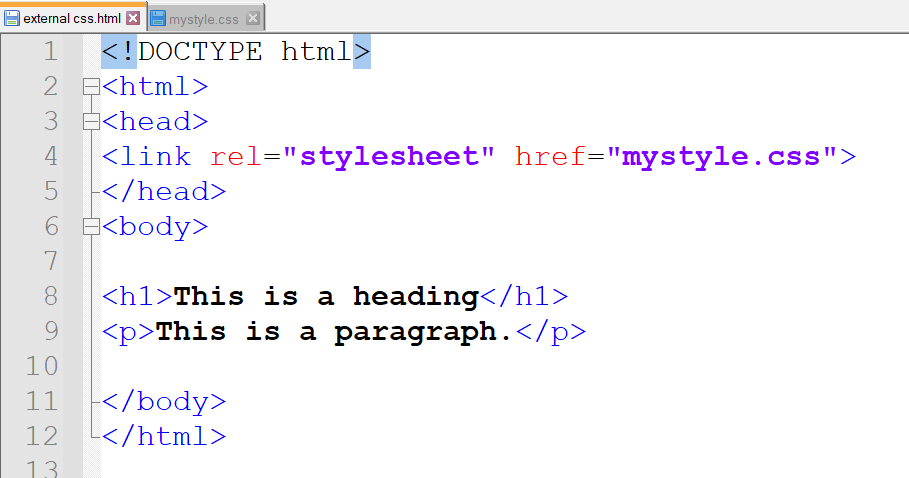 external css.html mystyle.css
1 <!DOCTYPE html>
2 <html>
3 <head>
4 <link rel="stylesheet" href="mystyle.css">
5 </head>
6 <body>
7
8 <h1>This is a heading</h1>
9 <p>This is a paragraph.</p>
10
11 </body>
12 </html>
13